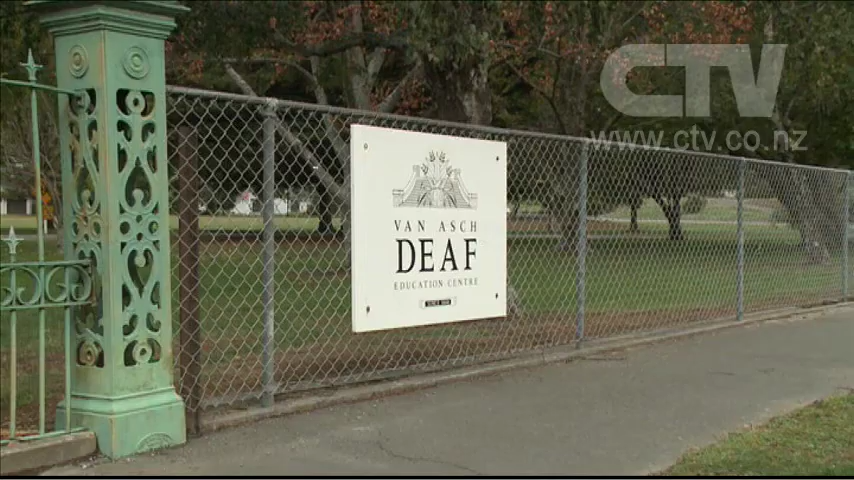 CTV
www.ctv.co.nz
VAN ASCH
DEAF
EDUCATION CENTRE